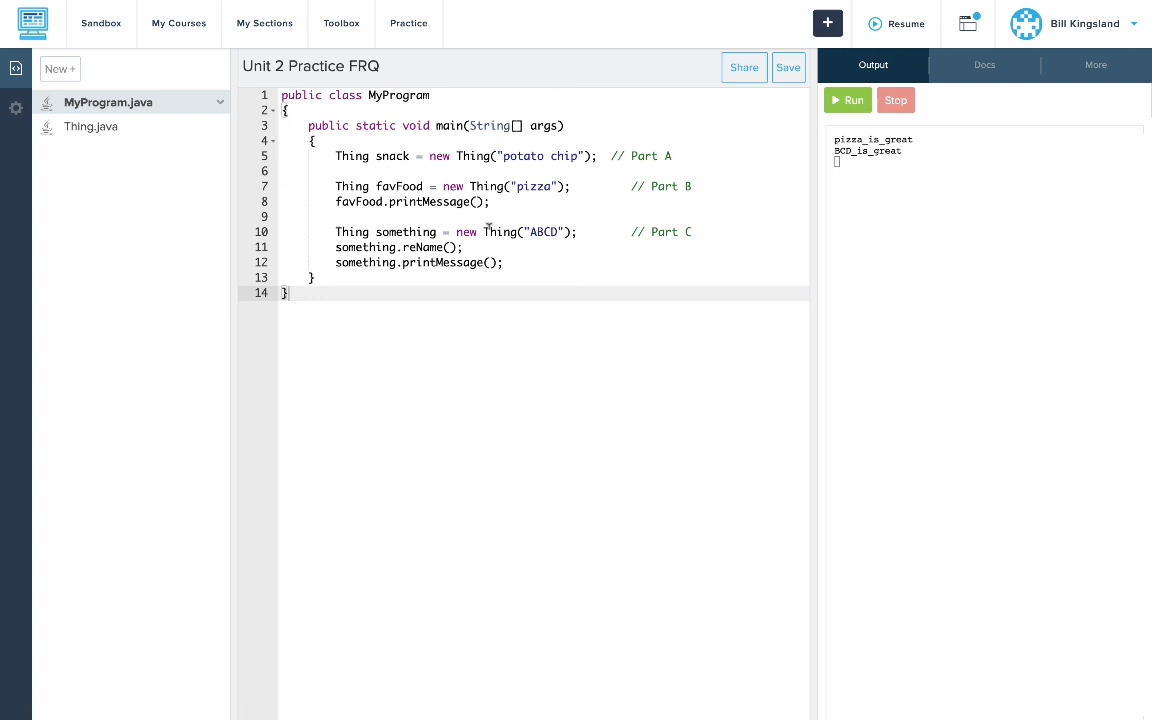 Sandbox
My Courses
My Sections
Toolbox
Practice
+
Resume
Bill Kingsland
New +
MyProgram.java
Thing.java
Unit 2 Practice FRQ
Share
Save
1 public class MyProgram
2 {
3 public static void main(String[] args)
4 {
5 Thing snack = new Thing("potato chip"); // Part A
6
7 Thing favFood = new Thing("pizza"); // Part B
8 favFood.printMessage();
9
10 Thing something = new Thing("ABCD"); // Part C
11 something.reName();
12 something.printMessage();
13 }
14 }
Output
Docs
More
Run
Stop
pizza_is_great
BCD_is_great